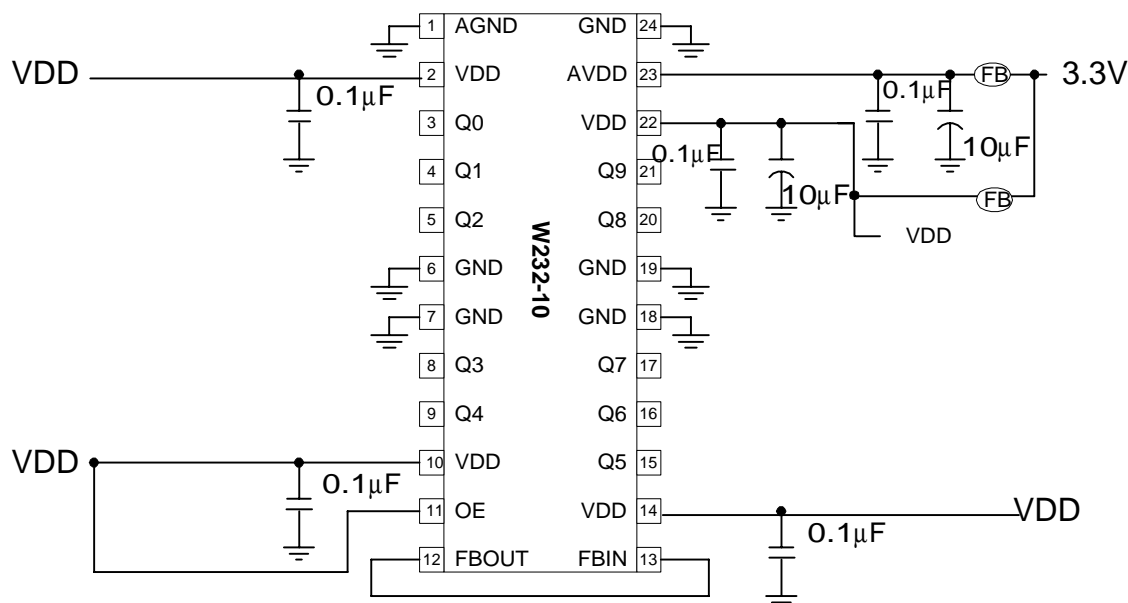 1 AGND GND 24
VDD 2 VDD AVDD 23 FB 3.3V
0.1µF 0.1µF
3 Q0 VDD 22
10µF
0.1µF
4 Q1 Q9 21
10µF FB
5 Q2 Q8 20
VDD
W232-10
6 GND GND 19
7 GND GND 18
8 Q3 Q7 17
9 Q4 Q6 16
VDD 10 VDD Q5 15
0.1µF
11 OE VDD 14 VDD
0.1µF
12 FBOUT FBIN 13